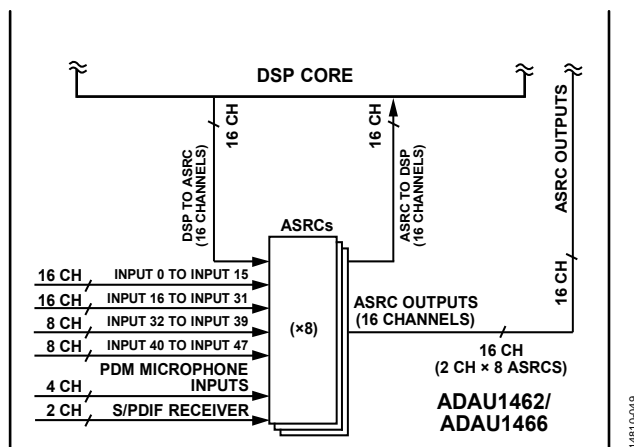 DSP CORE
16 CH
16 CH
DSP TO ASRC
(16 CHANNELS)
ASRC TO DSP
(16 CHANNELS)
ASRC OUTPUTS
ASRCs
16 CH
INPUT 0 TO INPUT 15
16 CH
INPUT 16 TO INPUT 31
8 CH
INPUT 32 TO INPUT 39
8 CH
INPUT 40 TO INPUT 47
PDM MICROPHONE
INPUTS
4 CH
2 CH
S/PDIF RECEIVER
(×8)
ASRC OUTPUTS
(16 CHANNELS)
16 CH
16 CH
(2 CH × 8 ASRCS)
ADAU1462/
ADAU1466
14810-049